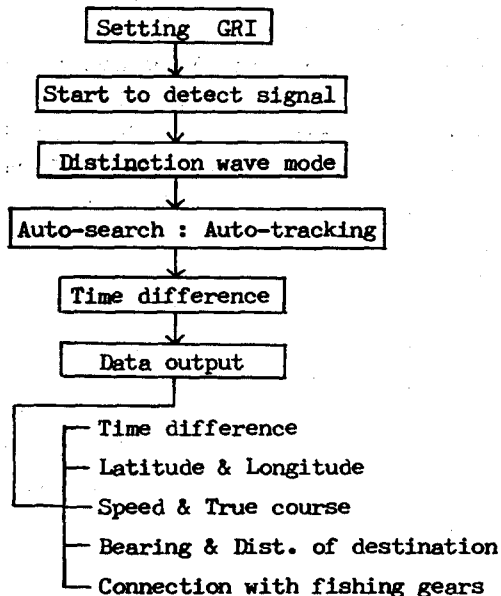 Setting GRI
Start to detect signal
Distinction wave mode
Auto-search : Auto-tracking
Time difference
Data output
Time difference
Latitude & Longitude
Speed & True course
Bearing & Dist. of destination
Connection with fishing gears